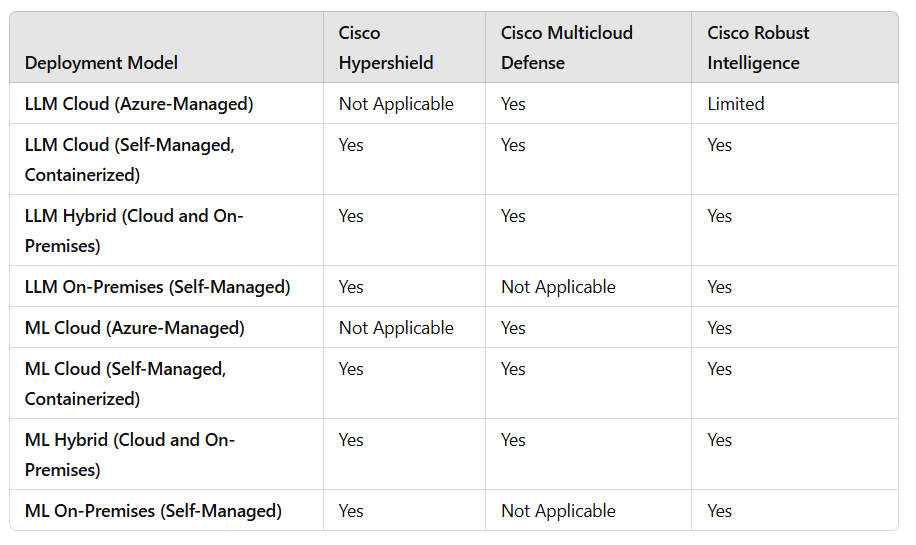 Deployment Model | Cisco Hypershield | Cisco Multicloud Defense | Cisco Robust Intelligence
LLM Cloud (Azure-Managed) | Not Applicable | Yes | Limited
LLM Cloud (Self-Managed, Containerized) | Yes | Yes | Yes
LLM Hybrid (Cloud and On-Premises) | Yes | Yes | Yes
LLM On-Premises (Self-Managed) | Yes | Not Applicable | Yes
ML Cloud (Azure-Managed) | Not Applicable | Yes | Yes
ML Cloud (Self-Managed, Containerized) | Yes | Yes | Yes
ML Hybrid (Cloud and On-Premises) | Yes | Yes | Yes
ML On-Premises (Self-Managed) | Yes | Not Applicable | Yes